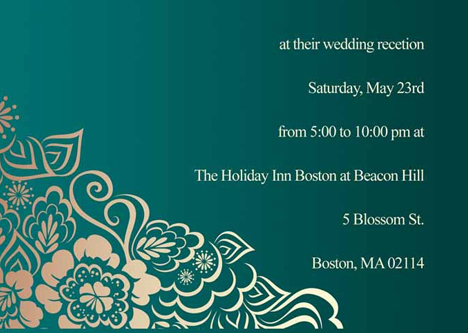 at their wedding recetion
Saturday, May 23rd
from 5:00 to 10:00 pm at
The Holiday Inn Boston at Beacon Hill
5 Blossom St.
Boston, MA 02114